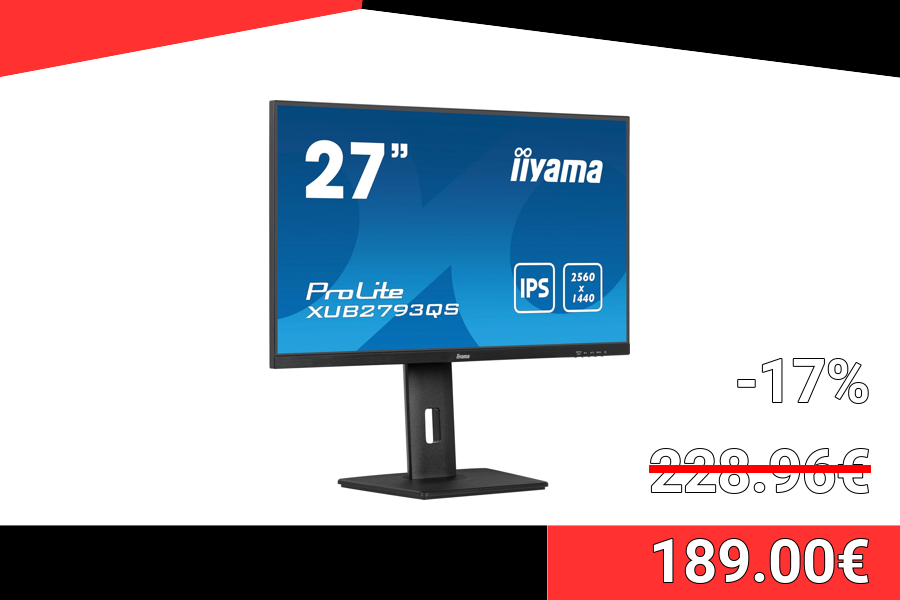 27”
iiyama
IPS
2560
x
1440
ProLite
XUB2793QS
iiyama
-17%
228.96€
189.00€